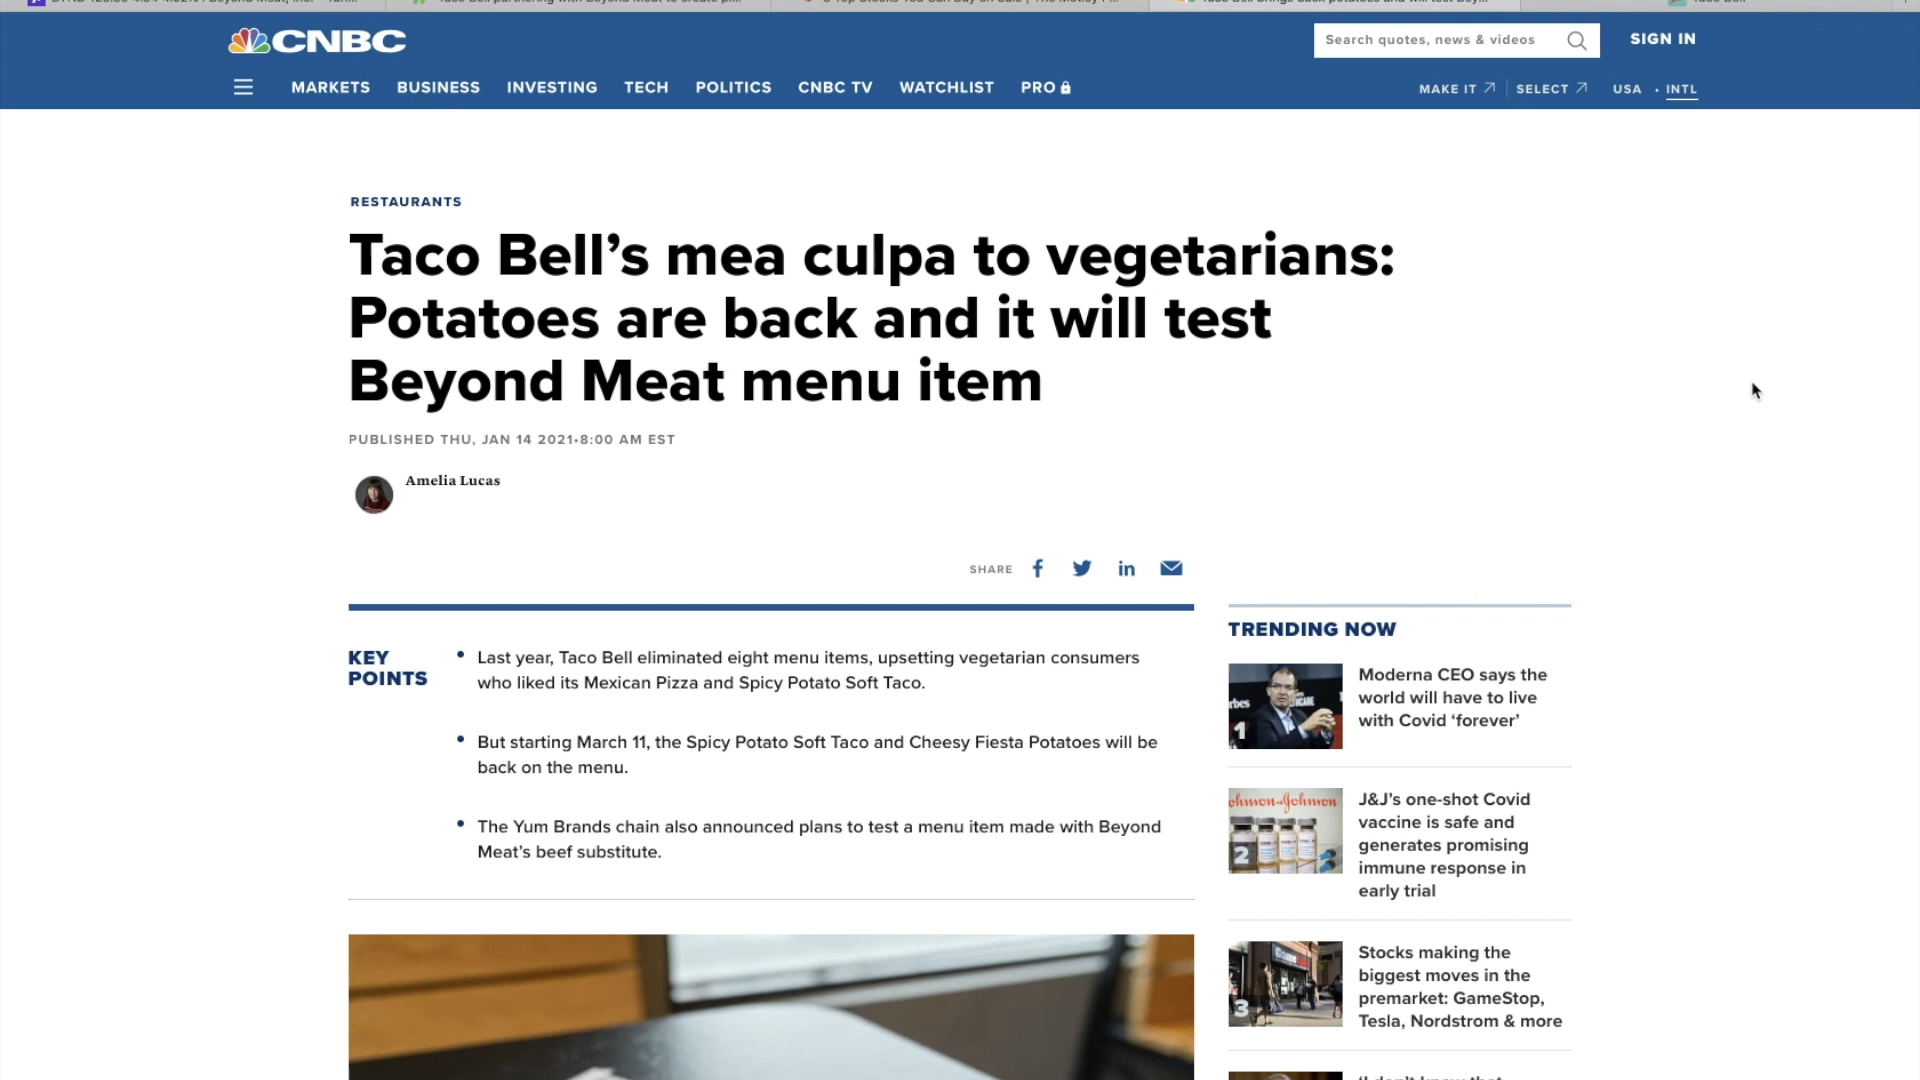 CNBC
Search quotes, news & videos
SIGN IN
MARKETS BUSINESS INVESTING TECH POLITICS CNBC TV WATCHLIST PRO
MAKE IT SELECT USA • INTL
RESTAURANTS
Taco Bell’s mea culpa to vegetarians:
Potatoes are back and it will test
Beyond Meat menu item
PUBLISHED THU, JAN 14 2021•8:00 AM EST
Amelia Lucas
SHARE
KEY
POINTS
• Last year, Taco Bell eliminated eight menu items, upsetting vegetarian consumers
who liked its Mexican Pizza and Spicy Potato Soft Taco.
• But starting March 11, the Spicy Potato Soft Taco and Cheesy Fiesta Potatoes will be
back on the menu.
• The Yum Brands chain also announced plans to test a menu item made with Beyond
Meat’s beef substitute.
TRENDING NOW
1
Moderna CEO says the
world will have to live
with Covid ‘forever’
2
J&J’s one-shot Covid
vaccine is safe and
generates promising
immune response in
early trial
3
Stocks making the
biggest moves in the
premarket: GameStop,
Tesla, Nordstrom & more